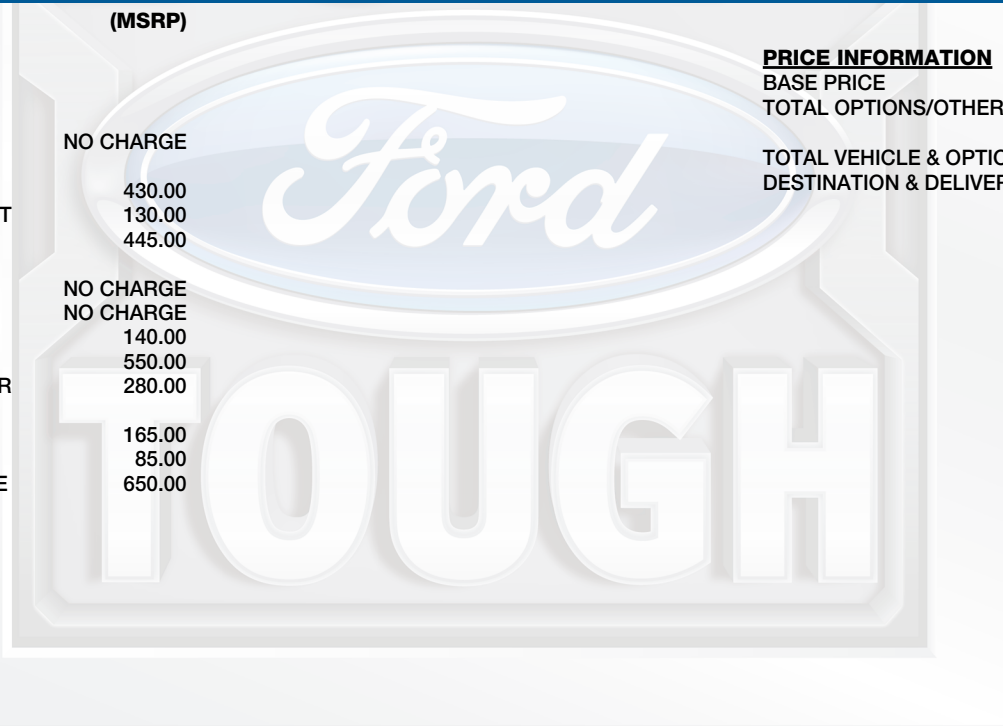 (MSRP)
NO CHARGE
430.00
T 130.00
445.00
NO CHARGE
NO CHARGE
140.00
550.00
R 280.00
165.00
85.00
E 650.00
PRICE INFORMATION
BASE PRICE
TOTAL OPTIONS/OTHER
TOTAL VEHICLE & OPTIO
DESTINATION & DELIVER
Ford
TOUGH